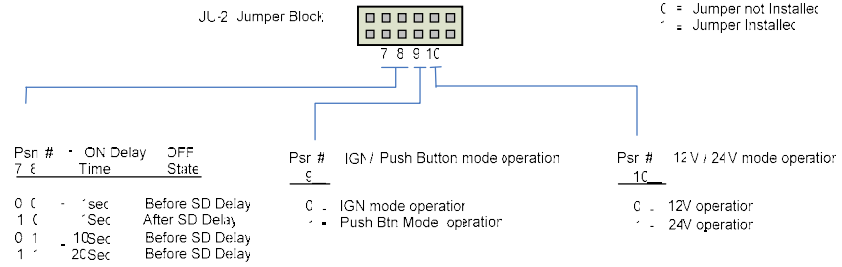 JU-2 Jumper Block
0 = Jumper not Installed
1 = Jumper Installed
7 8 9 10
Psn # - ON Delay OFF
7 8 Time State
0 0 - 1sec Before SD Delay
1 0 1Sec After SD Delay
0 1 - 10Sec Before SD Delay
1 1 - 20Sec Before SD Delay
Psn # IGN / Push Button mode operation
9
0 - IGN mode operation
1 - Push Btn Mode operation
Psn # 12V / 24V mode operation
10
0 - 12V operation
1 - 24V operation